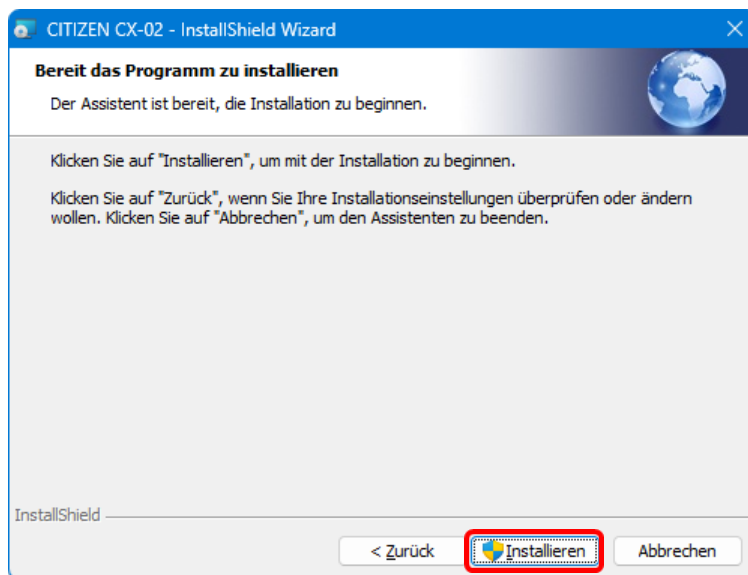 CITIZEN CX-02 - InstallShield Wizard
Bereit das Programm zu installieren
Der Assistent ist bereit, die Installation zu beginnen.
Klicken Sie auf "Installieren", um mit der Installation zu beginnen.
Klicken Sie auf "Zurück", wenn Sie Ihre Installationseinstellungen überprüfen oder ändern
wollen. Klicken Sie auf "Abbrechen", um den Assistenten zu beenden.
InstallShield
< Zurück Installieren Abbrechen